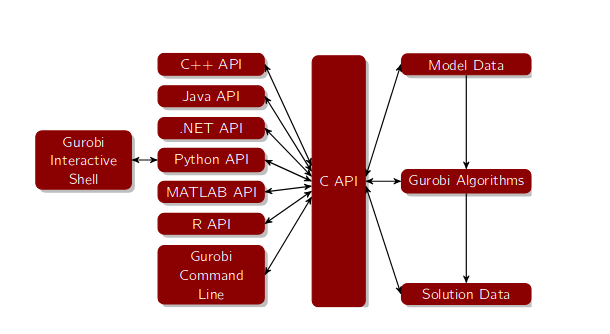 Gurobi
Interactive
Shell
C++ API
Java API
.NET API
Python API
MATLAB API
R API
Gurobi
Command
Line
C API
Model Data
Gurobi Algorithms
Solution Data